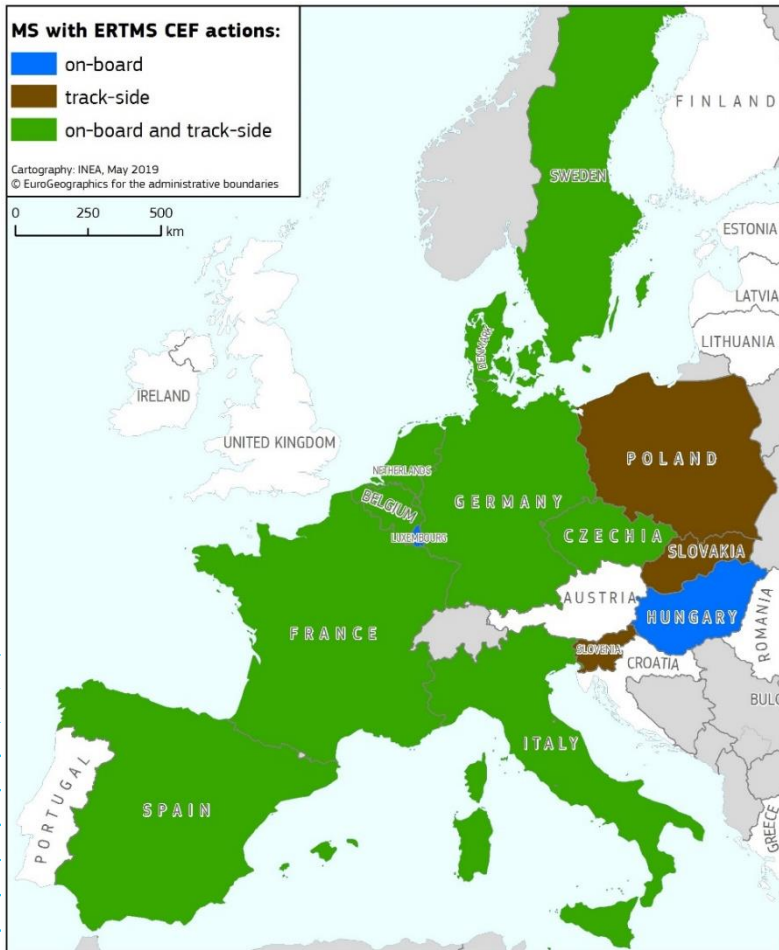 MS with ERTMS CEF actions:
on-board
track-side
on-board and track-side
Cartography: INEA, May 2019
© EuroGeographics for the administrative boundaries
0 250 500
km
FINLAND
SWEDEN
ESTONIA
LATVIA
DENMARK
LITHUANIA
IRELAND
UNITED KINGDOM
POLAND
NETHERLANDS
BELGIUM
GERMANY
CZECHIA
LUXEMBOURG
SLOVAKIA
AUSTRIA
HUNGARY
ROMANIA
FRANCE
SLOVENIA
CROATIA
BULG
ITALY
PORTUGAL
SPAIN
GREECE